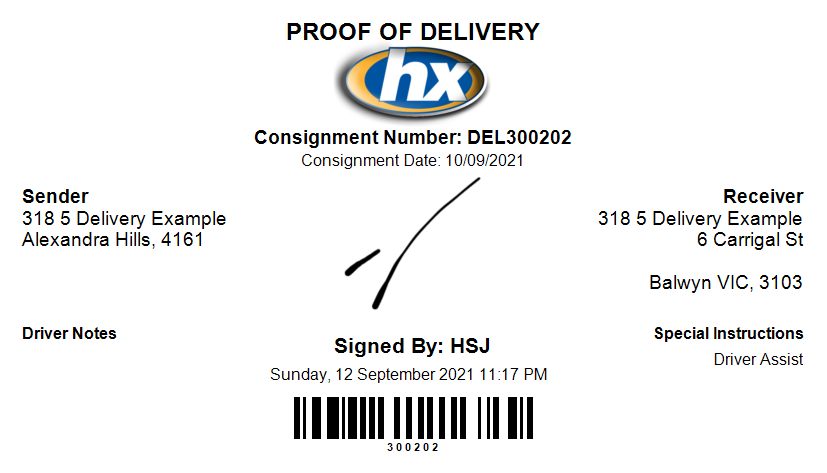 PROOF OF DELIVERY
hx
Consignment Number: DEL300202
Consignment Date: 10/09/2021
Sender
318 5 Delivery Example
Alexandra Hills, 4161
Receiver
318 5 Delivery Example
6 Carrigal St
Balwyn VIC, 3103
Driver Notes
Signed By: HSJ
Sunday, 12 September 2021 11:17 PM
Special Instructions
Driver Assist
300202